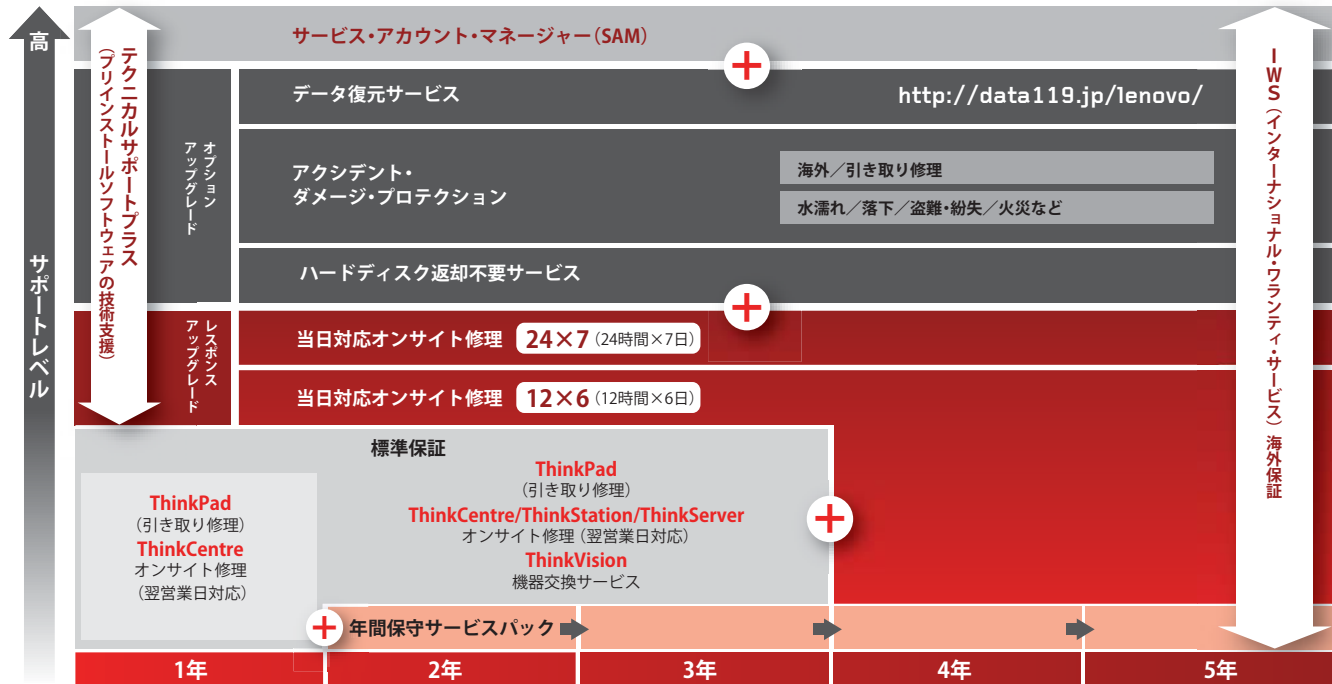 高
サポートレベル
テクニカルサポートプラス
（プリインストールソフトウェアの技術支援）
サービス・アカウント・マネージャー（SAM）
オプション
アップグレード
データ復元サービス
http://data119.jp/lenovo/
アクシデント・
ダメージ・プロテクション
海外／引き取り修理
水濡れ／落下／盗難・紛失／火災など
ハードディスク返却不要サービス
レスポンス
アップグレード
当日対応オンサイト修理 24×7（24時間×7日）
当日対応オンサイト修理 12×6（12時間×6日）
標準保証
ThinkPad
（引き取り修理）
ThinkCentre
オンサイト修理
（翌営業日対応）
ThinkPad
（引き取り修理）
ThinkCentre/ThinkStation/ThinkServer
オンサイト修理（翌営業日対応）
ThinkVision
機器交換サービス
年間保守サービスパック
1年
2年
3年
4年
5年
IWS（インターナショナル・ワランティ・サービス）海外保証